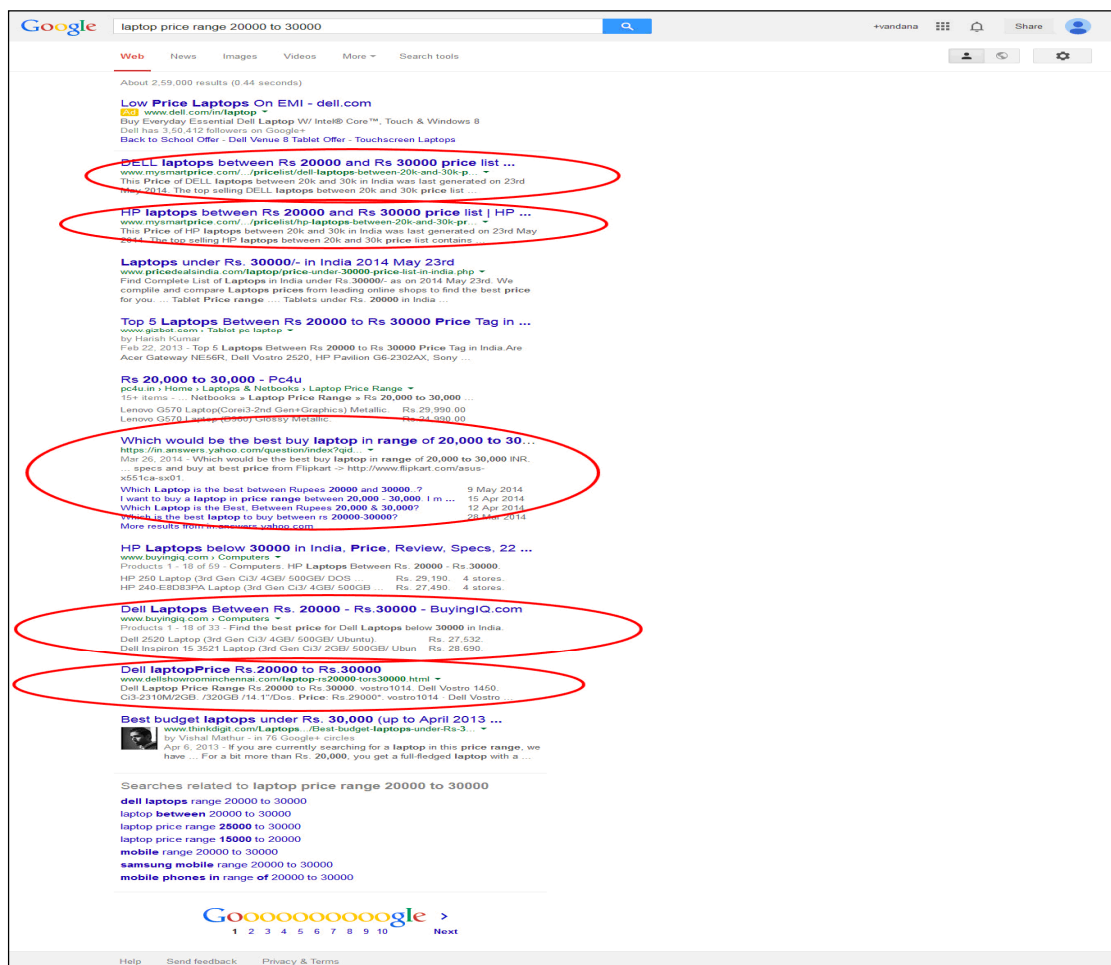 Google laptop price range 20000 to 30000 +vandana Share
Web News Images Videos More Search tools
About 2,59,000 results (0.44 seconds)
Low Price Laptops On EMI - dell.com
Ad www.dell.com/in/laptop
Buy Everyday Essential Dell Laptop W/ Intel® Core™, Touch & Windows 8
Dell has 3,50,412 followers on Google+
Back to School Offer - Dell Venue 8 Tablet Offer - Touchscreen Laptops
DELL laptops between Rs 20000 and Rs 30000 price list ...
www.mysmartprice.com/.../pricelist/dell-laptops-between-20k-and-30k-p...
This Price of DELL laptops between 20k and 30k in India was last generated on 23rd
May 2014. The top selling DELL laptops between 20k and 30k price list ...
HP laptops between Rs 20000 and Rs 30000 price list | HP ...
www.mysmartprice.com/.../pricelist/hp-laptops-between-20k-and-30k-pr...
This Price of HP laptops between 20k and 30k in India was last generated on 23rd May
2014. The top selling HP laptops between 20k and 30k price list contains ...
Laptops under Rs. 30000/- in India 2014 May 23rd
www.pricedealsindia.com/laptop/price-under-30000-price-list-in-india.php
Find Complete List of Laptops in India under Rs.30000/- as on 2014 May 23rd. We
complile and compare Laptops prices from leading online shops to find the best price
for you. ... Tablet Price range .... Tablets under Rs. 20000 in India ...
Top 5 Laptops Between Rs 20000 to Rs 30000 Price Tag in ...
www.gizbot.com › Tablet pc laptop
by Harish Kumar
Feb 22, 2013 - Top 5 Laptops Between Rs 20000 to Rs 30000 Price Tag in India.Are
Acer Gateway NE56R, Dell Vostro 2520, HP Pavilion G6-2302AX, Sony ...
Rs 20,000 to 30,000 - Pc4u
pc4u.in › Home › Laptops & Netbooks › Laptop Price Range
15+ items - ... Netbooks » Laptop Price Range » Rs 20,000 to 30,000 ...
Lenovo G570 Laptop(Corei3-2nd Gen+Graphics) Metallic. Rs.29,990.00
Lenovo G570 Laptop (B960) Glossy Metallic. Rs.24,990.00
Which would be the best buy laptop in range of 20,000 to 30...
https://in.answers.yahoo.com/question/index?qid...
Mar 26, 2014 - Which would be the best buy laptop in range of 20,000 to 30,000 INR.
... specs and buy at best price from Flipkart -> http://www.flipkart.com/asus-
x551ca-sx01.
Which Laptop is the best between Rupees 20000 and 30000..? 9 May 2014
I want to buy a laptop in price range between 20,000 - 30,000. I m ... 15 Apr 2014
Which Laptop is the Best, Between Rupees 20,000 & 30,000? 12 Apr 2014
Which is the best laptop to buy between rs 20000-30000? 28 Mar 2014
More results from in.answers.yahoo.com
HP Laptops below 30000 in India, Price, Review, Specs, 22 ...
www.buyingiq.com › Computers
Products 1 - 18 of 59 - Computers. HP Laptops Between Rs. 20000 - Rs.30000.
HP 250 Laptop (3rd Gen Ci3/ 4GB/ 500GB/ DOS ... Rs. 29,190. 4 stores.
HP 240-E8D83PA Laptop (3rd Gen Ci3/ 4GB/ 500GB ... Rs. 27,490. 4 stores.
Dell Laptops Between Rs. 20000 - Rs.30000 - BuyingIQ.com
www.buyingiq.com › Computers
Products 1 - 18 of 33 - Find the best price for Dell Laptops below 30000 in India.
Dell 2520 Laptop (3rd Gen Ci3/ 4GB/ 500GB/ Ubuntu). Rs. 27,532.
Dell Inspiron 15 3521 Laptop (3rd Gen Ci3/ 2GB/ 500GB/ Ubun Rs. 28,690.
Dell laptopPrice Rs.20000 to Rs.30000
www.dellshowroominchennai.com/laptop-rs20000-tors30000.html
Dell Laptop Price Range Rs.20000 to Rs.30000. vostro1014. Dell Vostro 1450.
Ci3-2310M/2GB. /320GB /14.1"/Dos. Price: Rs.29000*. vostro1014 - Dell Vostro ...
Best budget laptops under Rs. 30,000 (up to April 2013 ...
www.thinkdigit.com/Laptops.../Best-budget-laptops-under-Rs-3...
by Vishal Mathur - in 76 Google+ circles
Apr 6, 2013 - If you are currently searching for a laptop in this price range, we
have ... For a bit more than Rs. 20,000, you get a full-fledged laptop with a ...
Searches related to laptop price range 20000 to 30000
dell laptops range 20000 to 30000
laptop between 20000 to 30000
laptop price range 25000 to 30000
laptop price range 15000 to 20000
mobile range 20000 to 30000
samsung mobile range 20000 to 30000
mobile phones in range of 20000 to 30000
Goooooooooogle >
1 2 3 4 5 6 7 8 9 10 Next
Help Send feedback Privacy & Terms